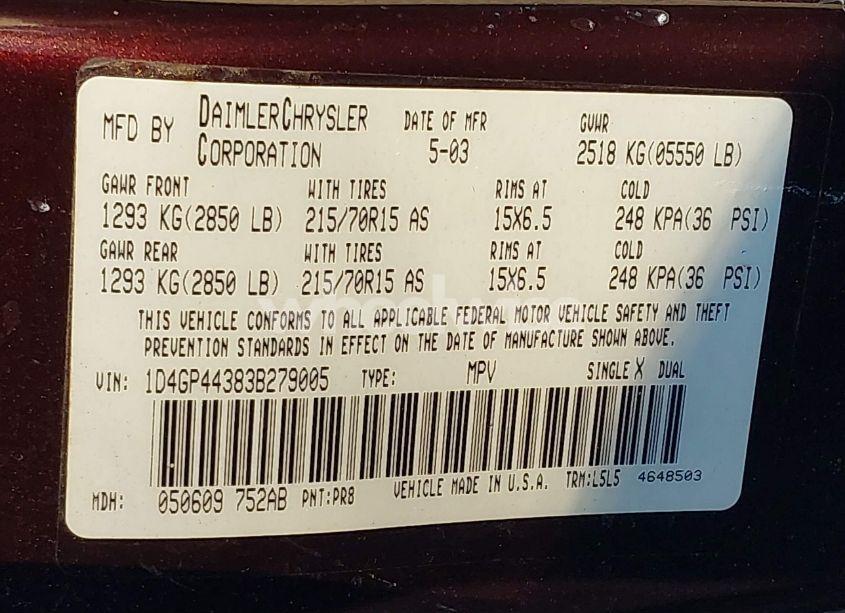 MFD BY DAIMLERCHRYSLER CORPORATION DATE OF MFR 5-03 GVWR 2518 KG(05550 LB)
GAWR FRONT WITH TIRES RIMS AT COLD
1293 KG(2850 LB) 215/70R15 AS 15X6.5 248 KPA(36 PSI)
GAWR REAR WITH TIRES RIMS AT COLD
1293 KG(2850 LB) 215/70R15 AS 15X6.5 248 KPA(36 PSI)
THIS VEHICLE CONFORMS TO ALL APPLICABLE FEDERAL MOTOR VEHICLE SAFETY AND THEFT
PREVENTION STANDARDS IN EFFECT ON THE DATE OF MANUFACTURE SHOWN ABOVE.
VIN: 1D4GP44383B279005 TYPE: MPV SINGLE X DUAL
MDH: 050609 752AB PNT:PR8 VEHICLE MADE IN U.S.A. TRM:L5L5 4648503